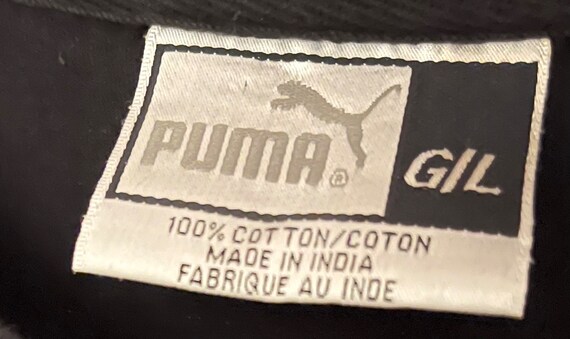 PUMA® G/L
100% COTTON/COTON
MADE IN INDIA
FABRIQUE AU INDE